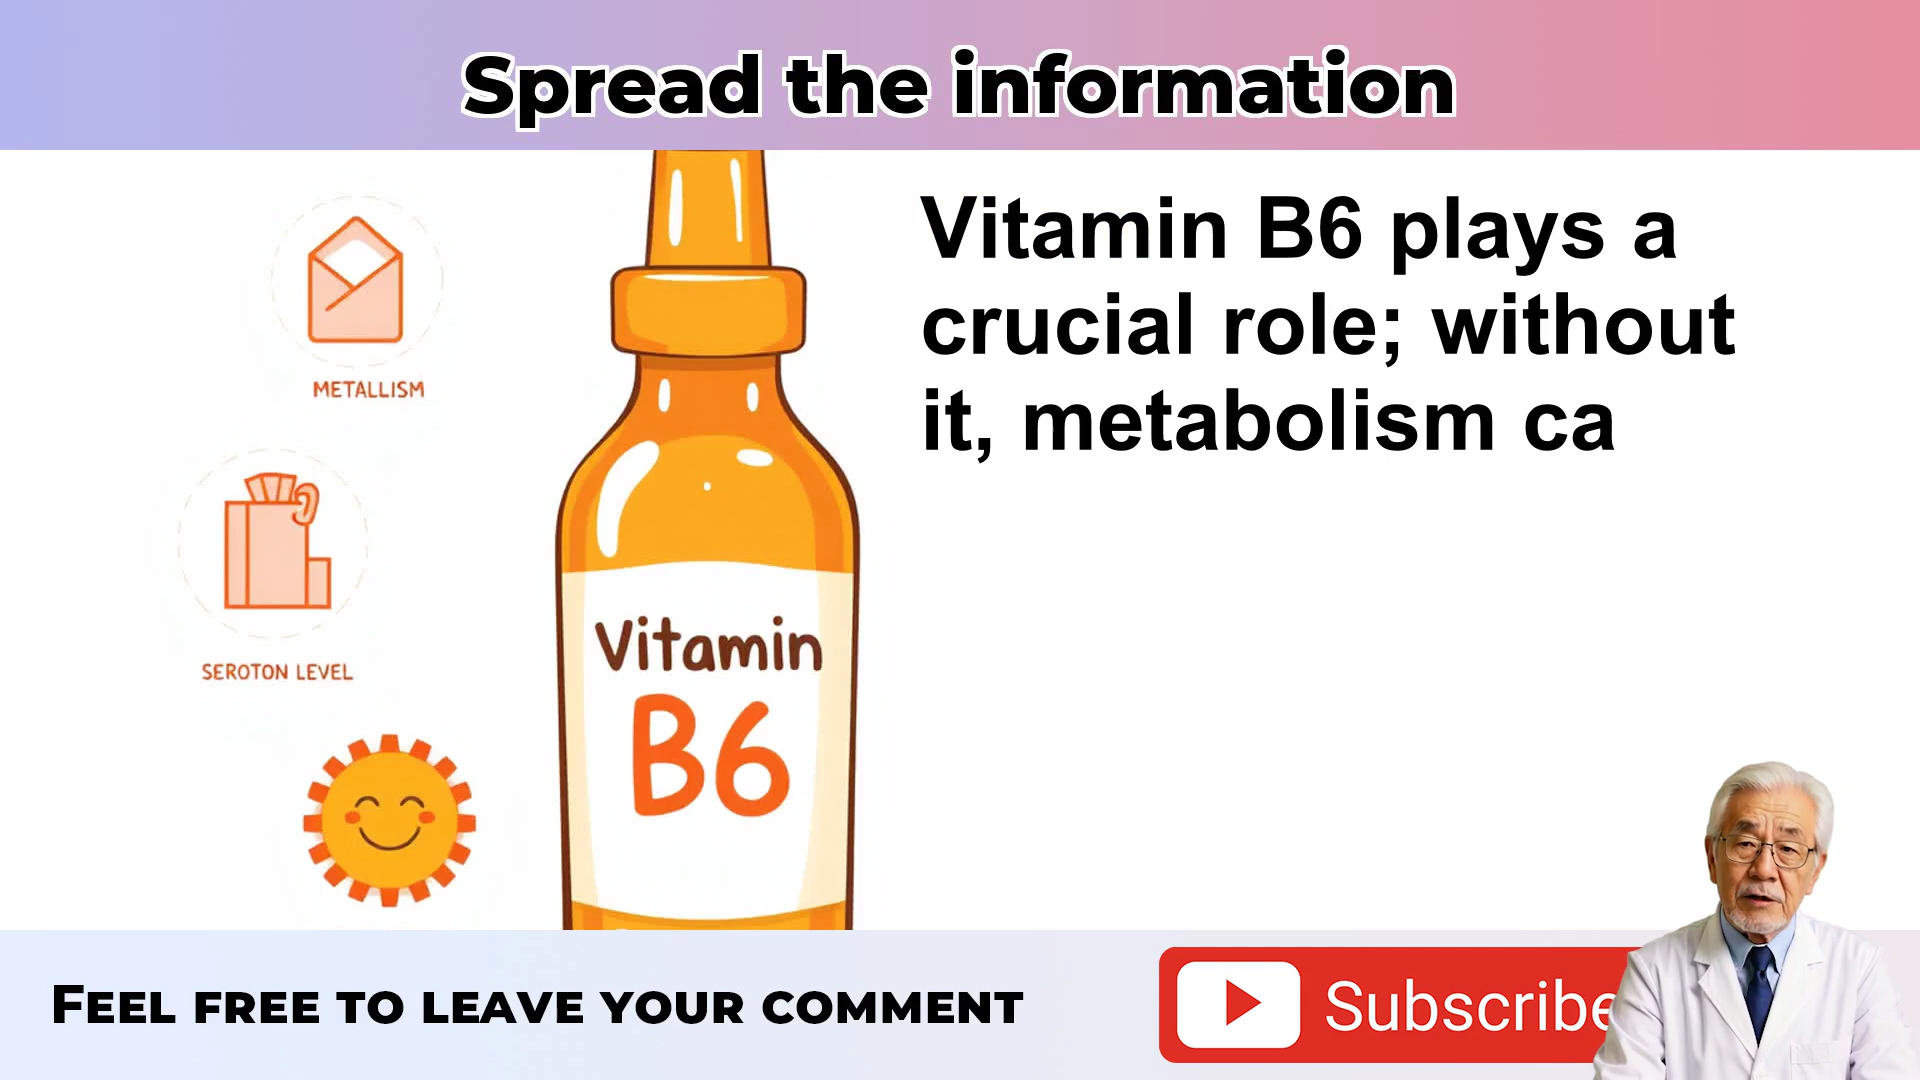 Spread the information
Vitamin B6 plays a
crucial role; without
it, metabolism ca
METALLISM
SEROTON LEVEL
Vitamin
B6
FEEL FREE TO LEAVE YOUR COMMENT
Subscribe